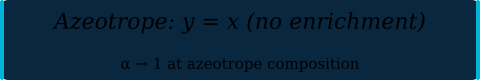 Azeotrope: y = x (no enrichment)
α → 1 at azeotrope composition